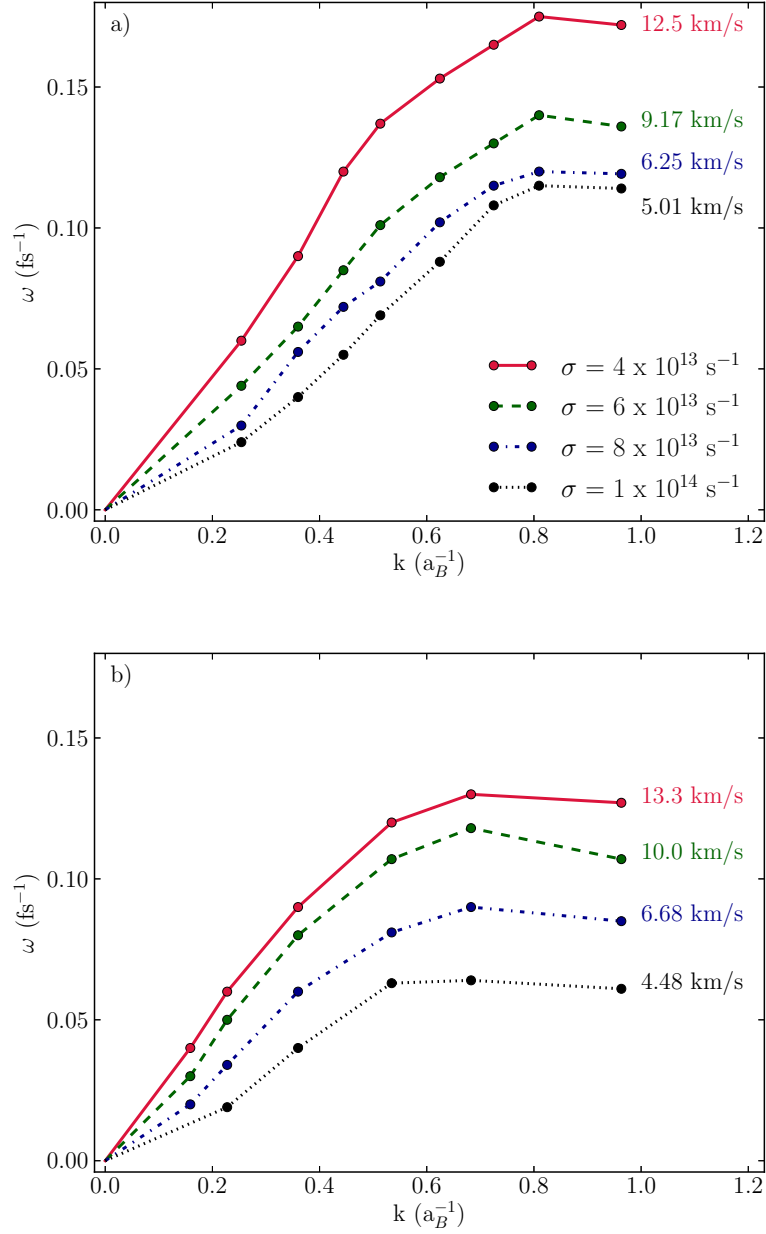 a)
12.5 km/s
9.17 km/s
6.25 km/s
5.01 km/s
0.15
0.10
0.05
0.00
ω (fs⁻¹)
σ = 4 x 10¹³ s⁻¹
σ = 6 x 10¹³ s⁻¹
σ = 8 x 10¹³ s⁻¹
σ = 1 x 10¹⁴ s⁻¹
0.0 0.2 0.4 0.6 0.8 1.0 1.2
k (a_B⁻¹)
b)
13.3 km/s
10.0 km/s
6.68 km/s
4.48 km/s
0.15
0.10
0.05
0.00
ω (fs⁻¹)
0.0 0.2 0.4 0.6 0.8 1.0 1.2
k (a_B⁻¹)